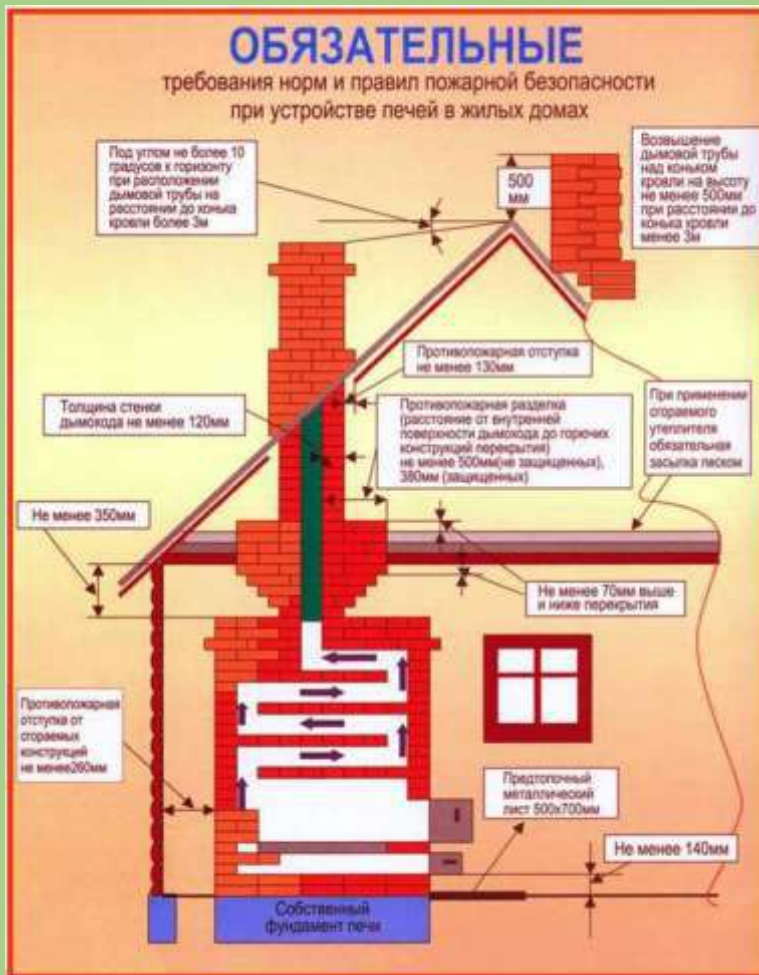 ОБЯЗАТЕЛЬНЫЕ
требования норм и правил пожарной безопасности
при устройстве печей в жилых домах
Под углом не более 10
градусов к горизонту
при расположении
дымовой трубы на
расстоянии до конька
кровли более 3м
500
мм
Возвышение
дымовой трубы
над коньком
кровли на высоту
не менее 500мм
при расстоянии до
конька кровли
менее 3м
Противопожарная отступка
не менее 130мм
Толщина стенки
дымохода не менее 120мм
Противопожарная разделка
(расстояние от внутренней
поверхности дымохода до горючих
конструкций перекрытия)
не менее 500мм(не защищенных),
380мм (защищенных)
При применении
сгораемого
утеплителя
обязательная
засыпка песком
Не менее 350мм
Не менее 70мм выше
и ниже перекрытия
Противопожарная
отступка от
сгораемых
конструкций
не менее260мм
Предтопочный
металлический
лист 500х700мм
Не менее 140мм
Собственный
фундамент печи